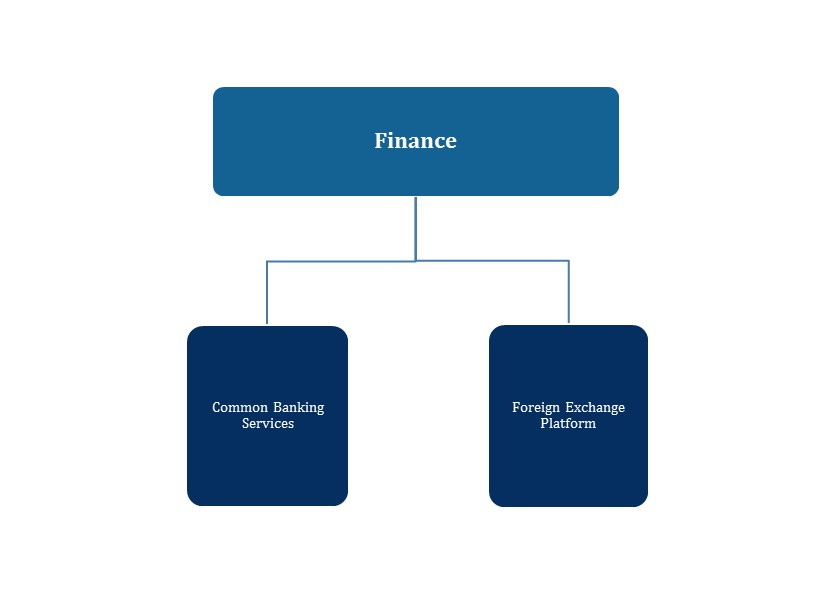 Finance
Common Banking
Services
Foreign Exchange
Platform